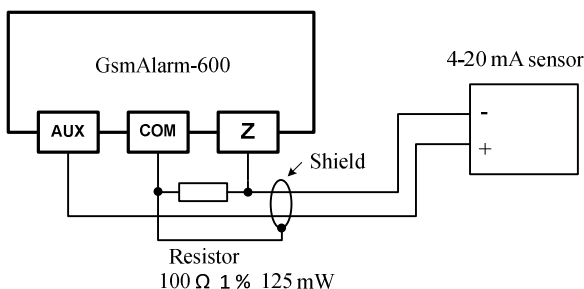 GsmAlarm-600
4-20 mA sensor
AUX
COM
Z
-
+
Shield
Resistor
100 Ω 1% 125 mW